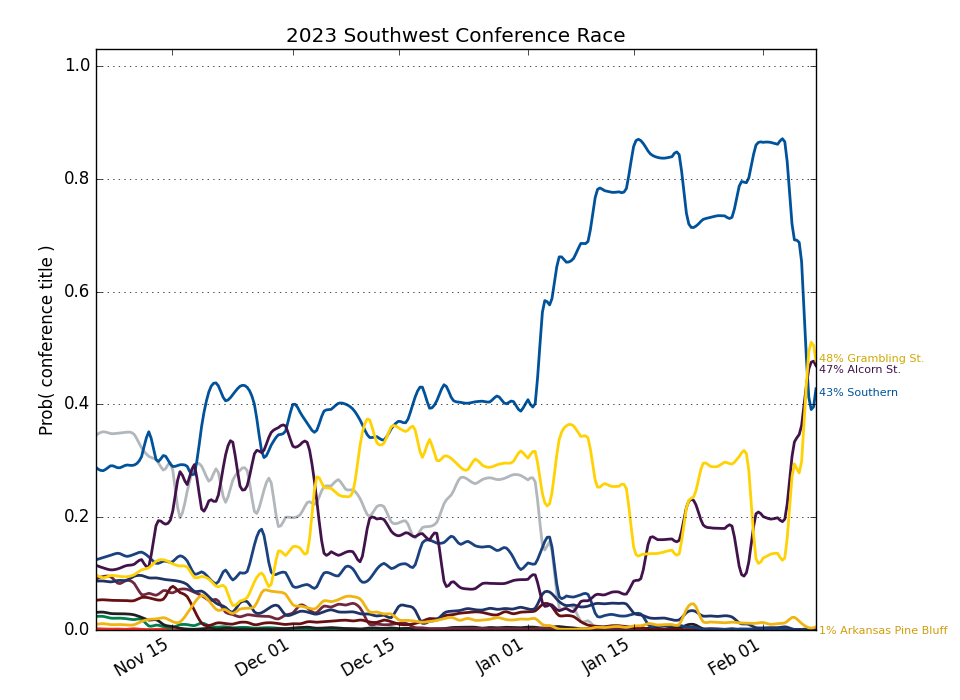 2023 Southwest Conference Race
Prob( conference title )
1.0
0.8
0.6
0.4
0.2
0.0
48% Grambling St.
47% Alcorn St.
43% Southern
1% Arkansas Pine Bluff
Nov 15
Dec 01
Dec 15
Jan 01
Jan 15
Feb 01